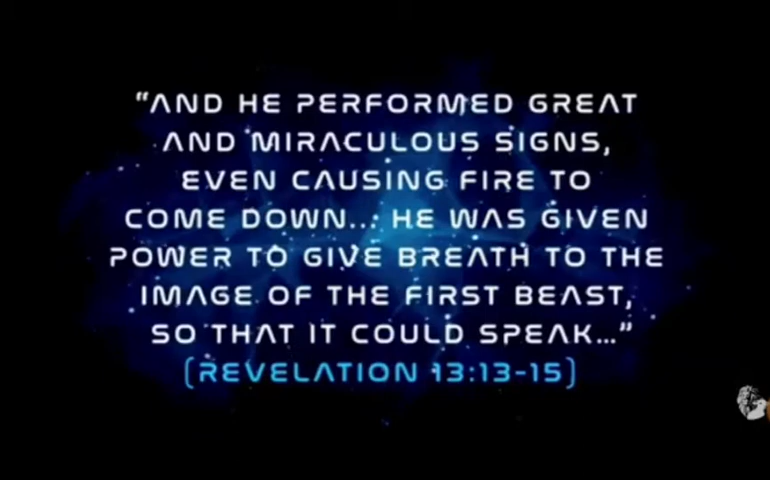 “AND HE PERFORMED GREAT
AND MIRACULOUS SIGNS,
EVEN CAUSING FIRE TO
COME DOWN... HE WAS GIVEN
POWER TO GIVE BREATH TO THE
IMAGE OF THE FIRST BEAST,
SO THAT IT COULD SPEAK...”
(REVELATION 13:13-15)